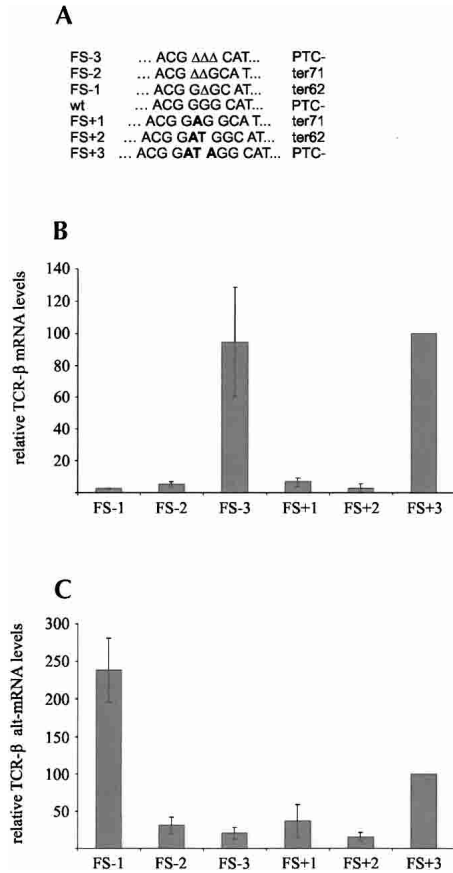 A
FS-3 ... ACG ΔΔΔ CAT... PTC-
FS-2 ... ACG ΔΔGCA T... ter71
FS-1 ... ACG GΔGC AT... ter62
wt ... ACG GGG CAT... PTC-
FS+1 ... ACG GAG GCA T... ter71
FS+2 ... ACG GAT GGC AT... ter62
FS+3 ... ACG GAT AGG CAT... PTC-
B
relative TCR-β mRNA levels
140
120
100
80
60
40
20
FS-1 FS-2 FS-3 FS+1 FS+2 FS+3
C
relative TCR-β alt-mRNA levels
300
250
200
150
100
50
FS-1 FS-2 FS-3 FS+1 FS+2 FS+3